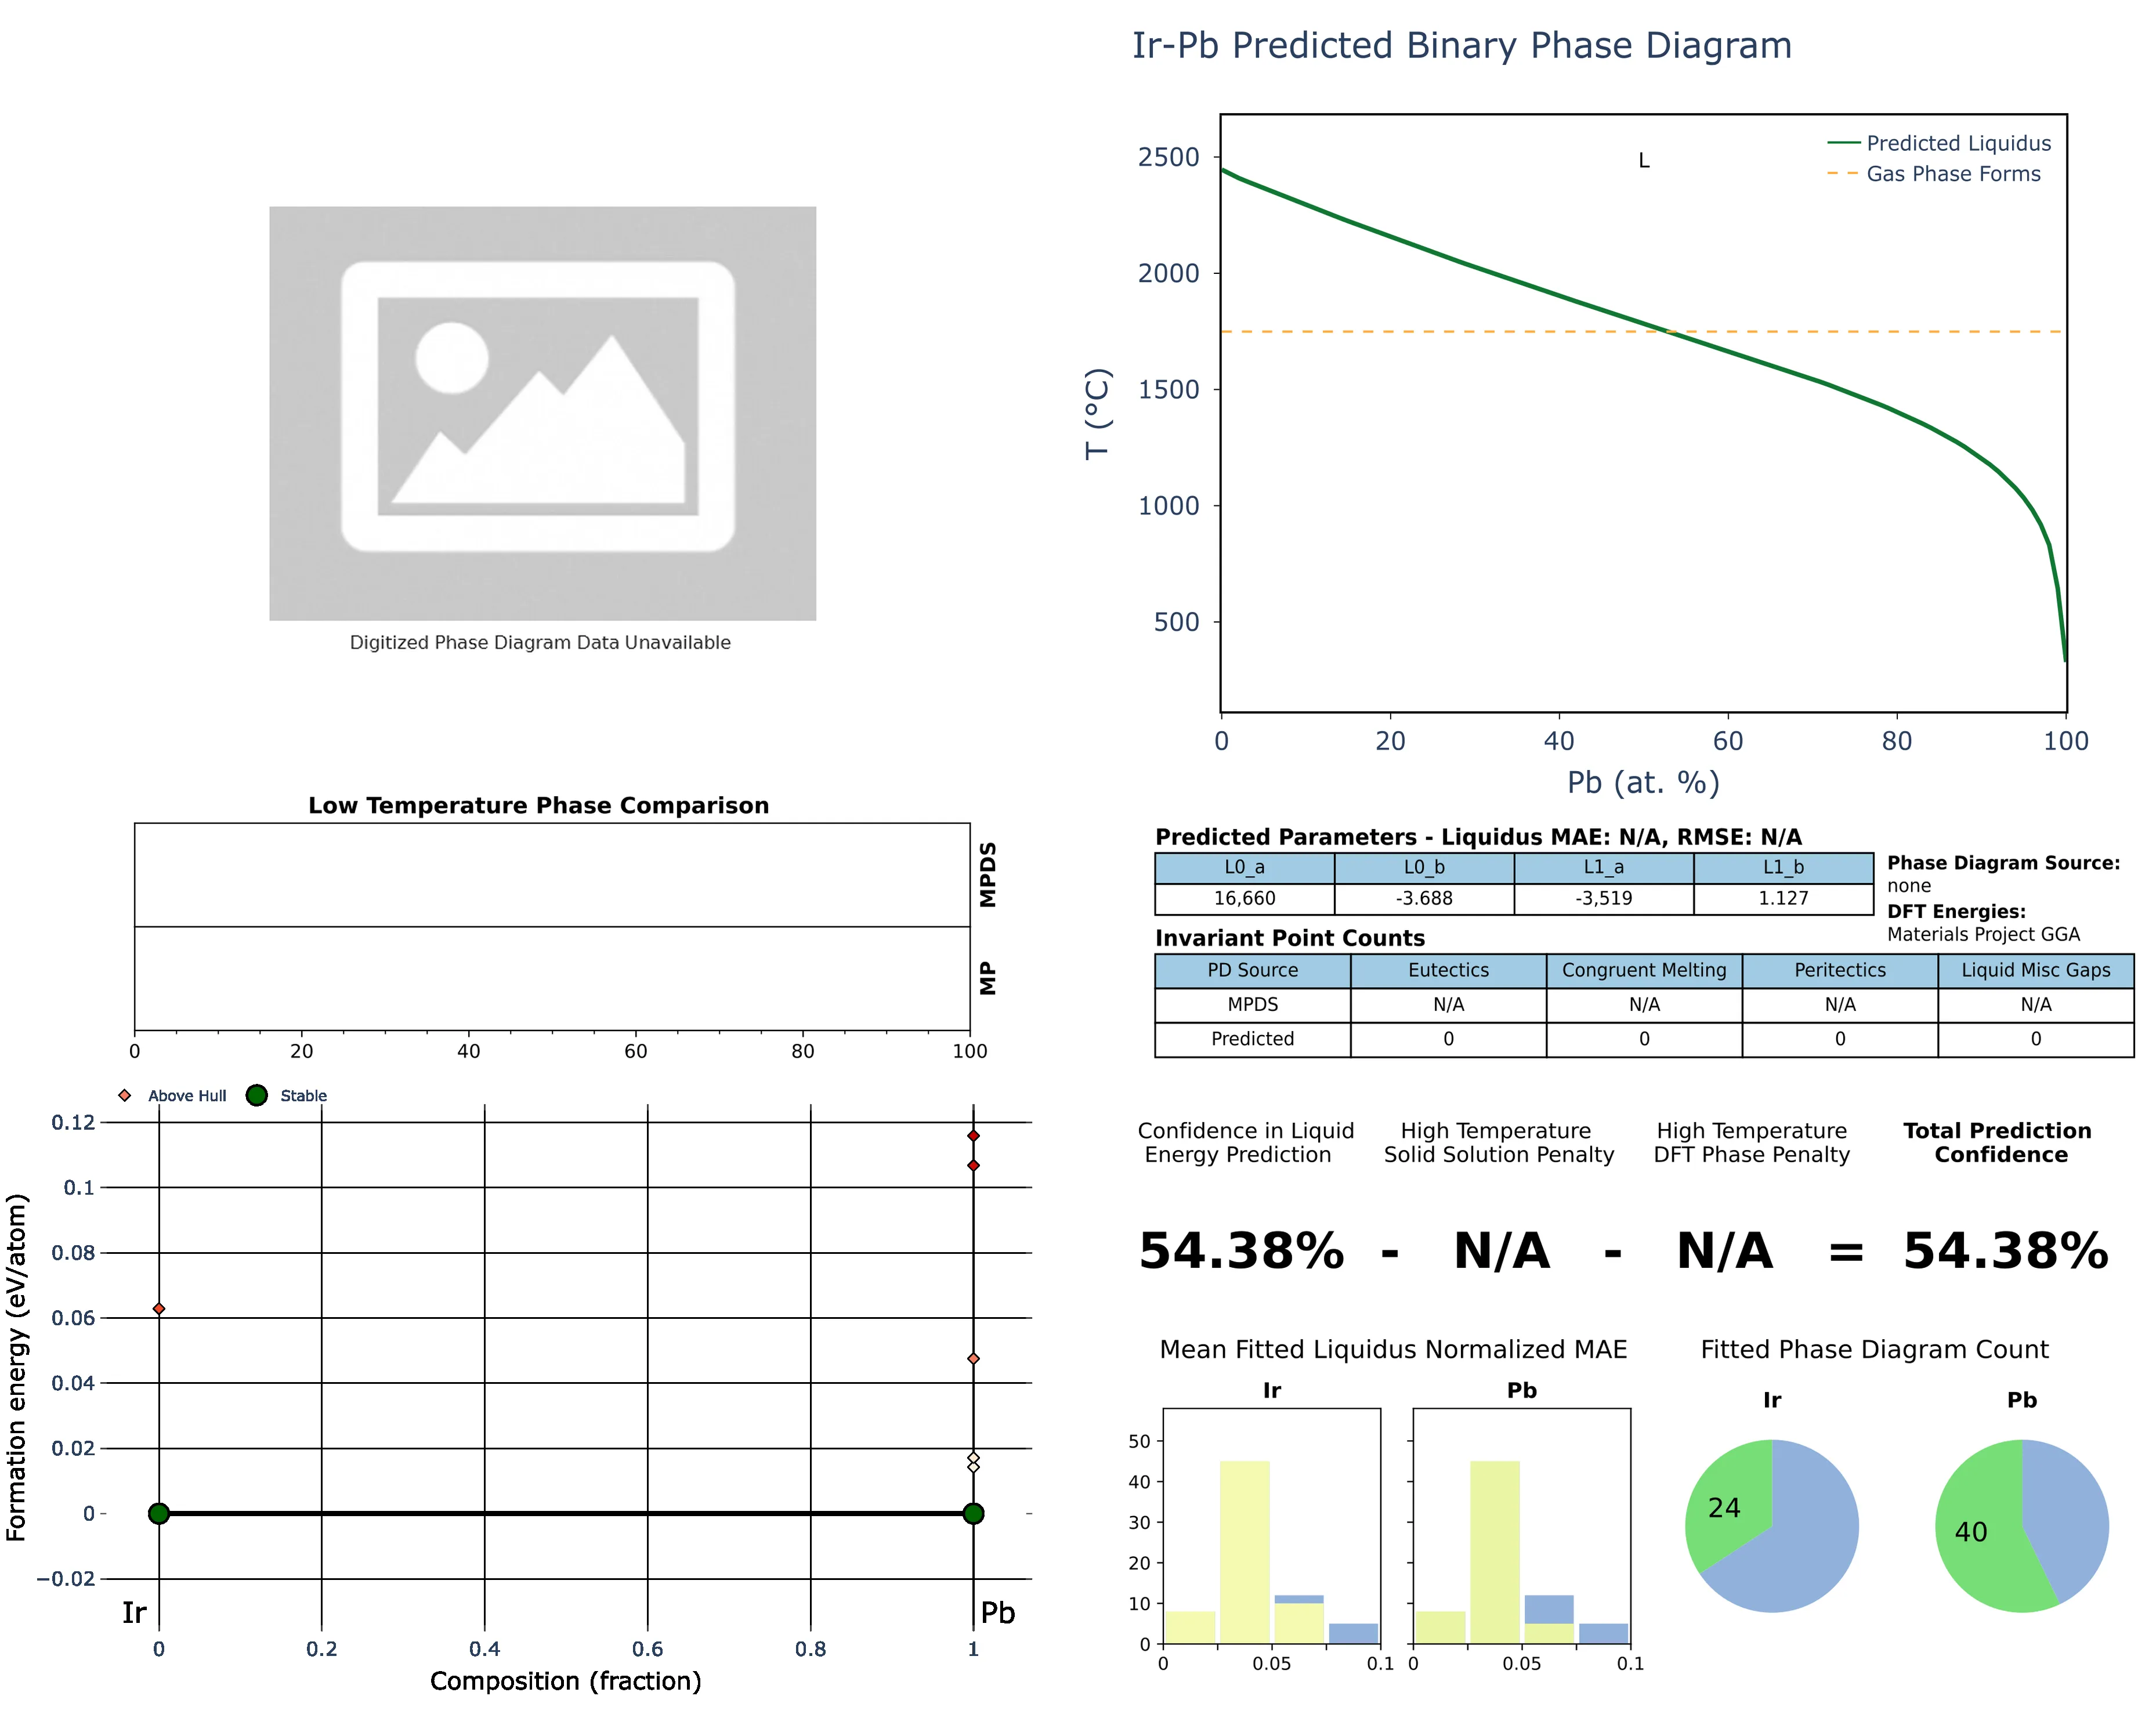 Ir-Pb Predicted Binary Phase Diagram
Digitized Phase Diagram Data Unavailable
2500
2000
1500
1000
500
T (°C)
L
Predicted Liquidus
Gas Phase Forms
0 20 40 60 80 100
Pb (at. %)
Low Temperature Phase Comparison
MPDS
MP
0 20 40 60 80 100
Predicted Parameters - Liquidus MAE: N/A, RMSE: N/A
L0_a L0_b L1_a L1_b
16,660 -3.688 -3,519 1.127
Phase Diagram Source:
none
DFT Energies:
Materials Project GGA
Invariant Point Counts
PD Source Eutectics Congruent Melting Peritectics Liquid Misc Gaps
MPDS N/A N/A N/A N/A
Predicted 0 0 0 0
Above Hull Stable
0.12
0.1
0.08
0.06
0.04
0.02
0
−0.02
Formation energy (eV/atom)
Ir Pb
0 0.2 0.4 0.6 0.8 1
Composition (fraction)
Confidence in Liquid
Energy Prediction
High Temperature
Solid Solution Penalty
High Temperature
DFT Phase Penalty
Total Prediction
Confidence
54.38% - N/A - N/A = 54.38%
Mean Fitted Liquidus Normalized MAE
Ir Pb
50
40
30
20
10
0
0 0.05 0.1 0 0.05 0.1
Fitted Phase Diagram Count
Ir Pb
24 40